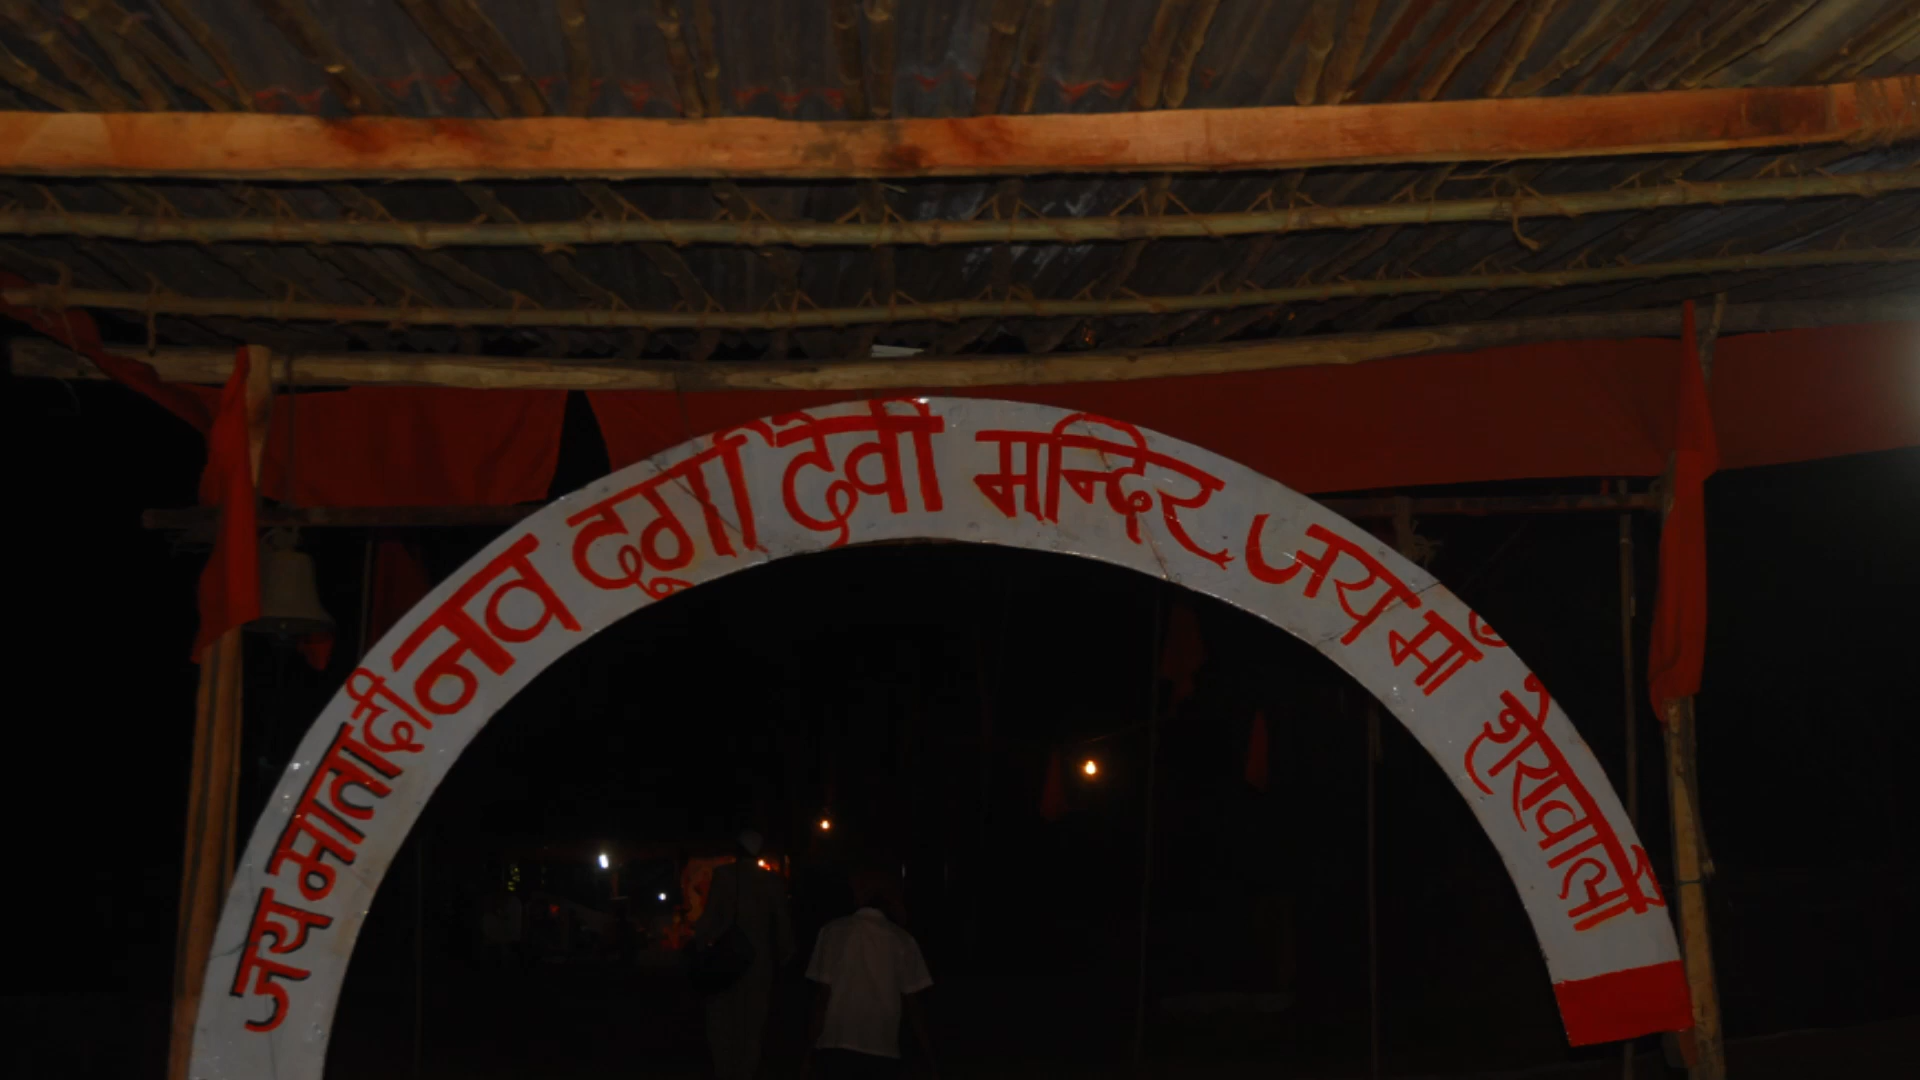 जय माता दी नव दुर्गा देवी मन्दिर जय माँ शेरावाली